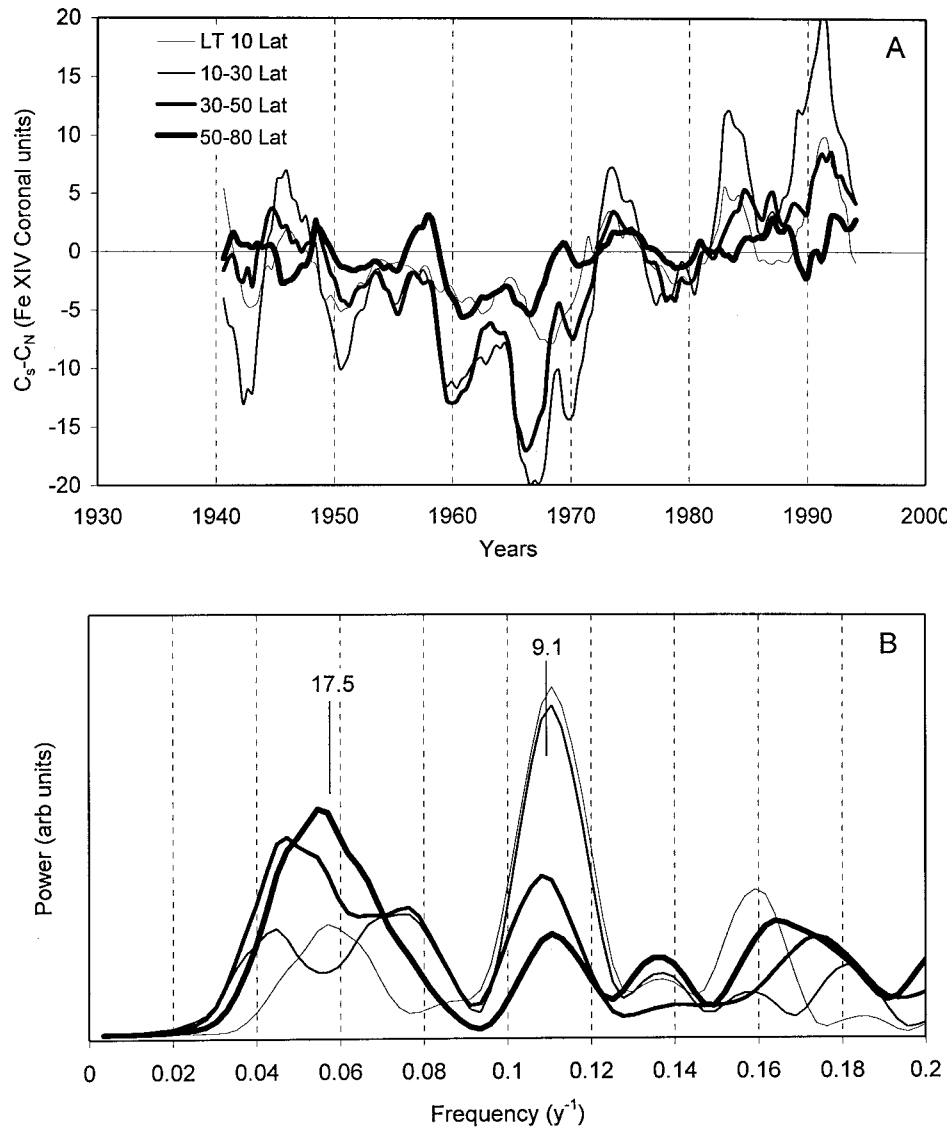 A
LT 10 Lat
10-30 Lat
30-50 Lat
50-80 Lat
20
15
10
5
0
-5
-10
-15
-20
C_s-C_N (Fe XIV Coronal units)
1930 1940 1950 1960 1970 1980 1990 2000
Years
B
17.5
9.1
Power (arb units)
0 0.02 0.04 0.06 0.08 0.1 0.12 0.14 0.16 0.18 0.2
Frequency (y⁻¹)